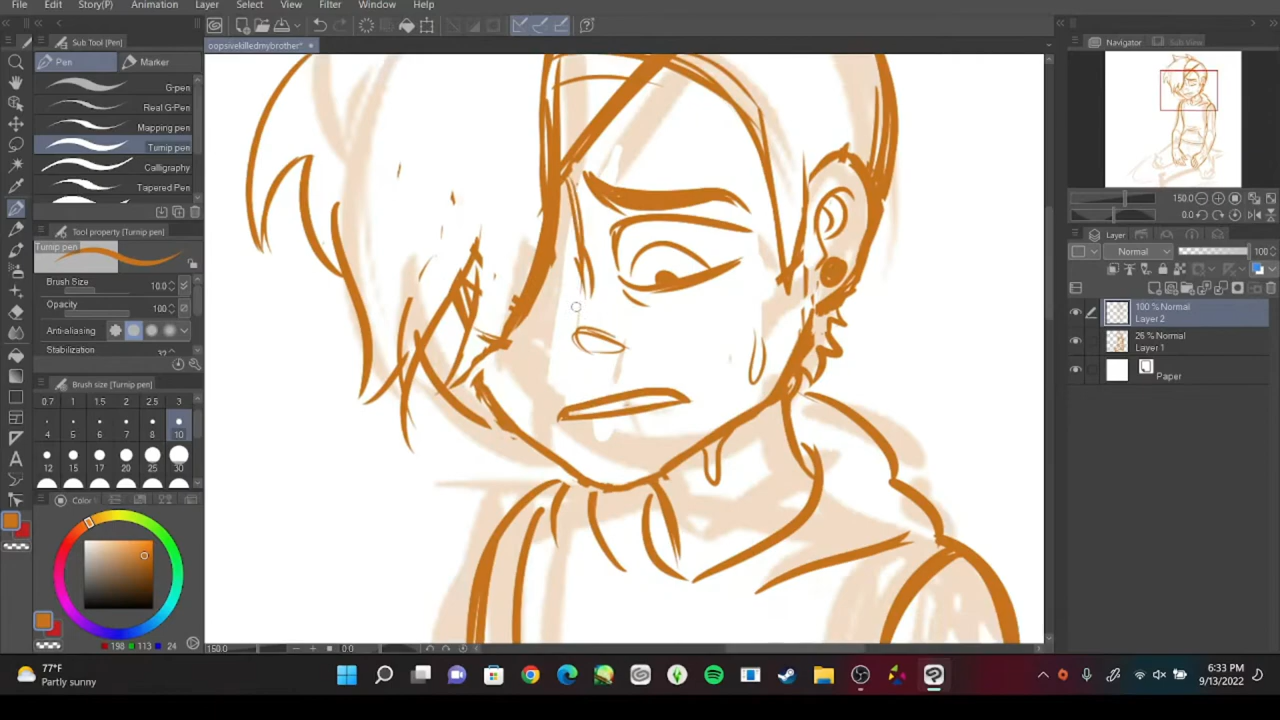 File Edit Story(P) Animation Layer Select View Filter Window Help
Sub Tool [Pen]
oopsivekilledmybrother*
Navigator Sub View
Pen Marker
G-pen
Real G-Pen
Mapping pen
Turnip pen
Calligraphy
Tapered Pen
150.0
0.0
Tool property [Turnip pen]
Turnip pen
Layer
Normal 100
Brush Size 10.0
Opacity 100
Anti-aliasing
Stabilization
100 % Normal
Layer 2
26 % Normal
Layer 1
Paper
Brush size [Turnip pen]
0.7 1 1.5 2 2.5 3
4 5 6 7 8 10
12 15 17 20 25 30
Color
198 113 24
150.0 0.0
77°F
Partly sunny
6:33 PM
9/13/2022